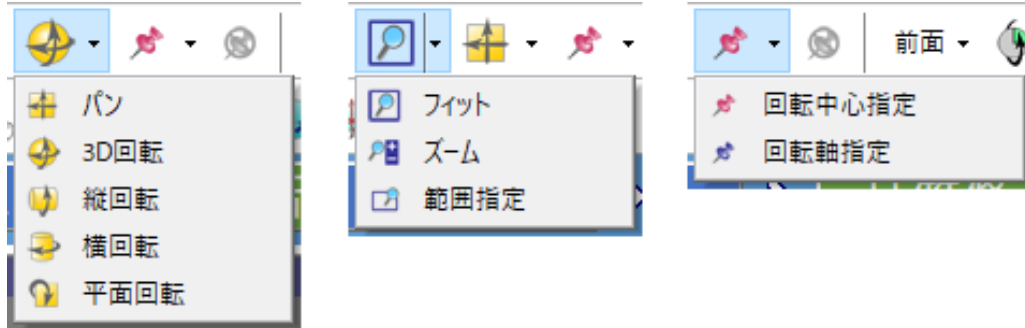 パン
3D回転
縦回転
横回転
平面回転
フィット
ズーム
範囲指定
前面
回転中心指定
回転軸指定